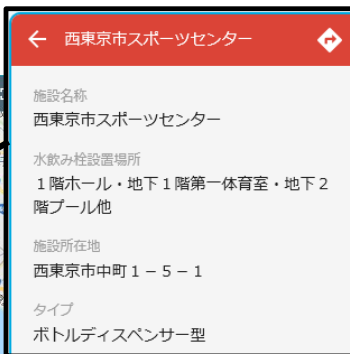 西東京市スポーツセンター
施設名称
西東京市スポーツセンター
水飲み栓設置場所
１階ホール・地下１階第一体育室・地下２
階プール他
施設所在地
西東京市中町１－５－１
タイプ
ボトルディスペンサー型